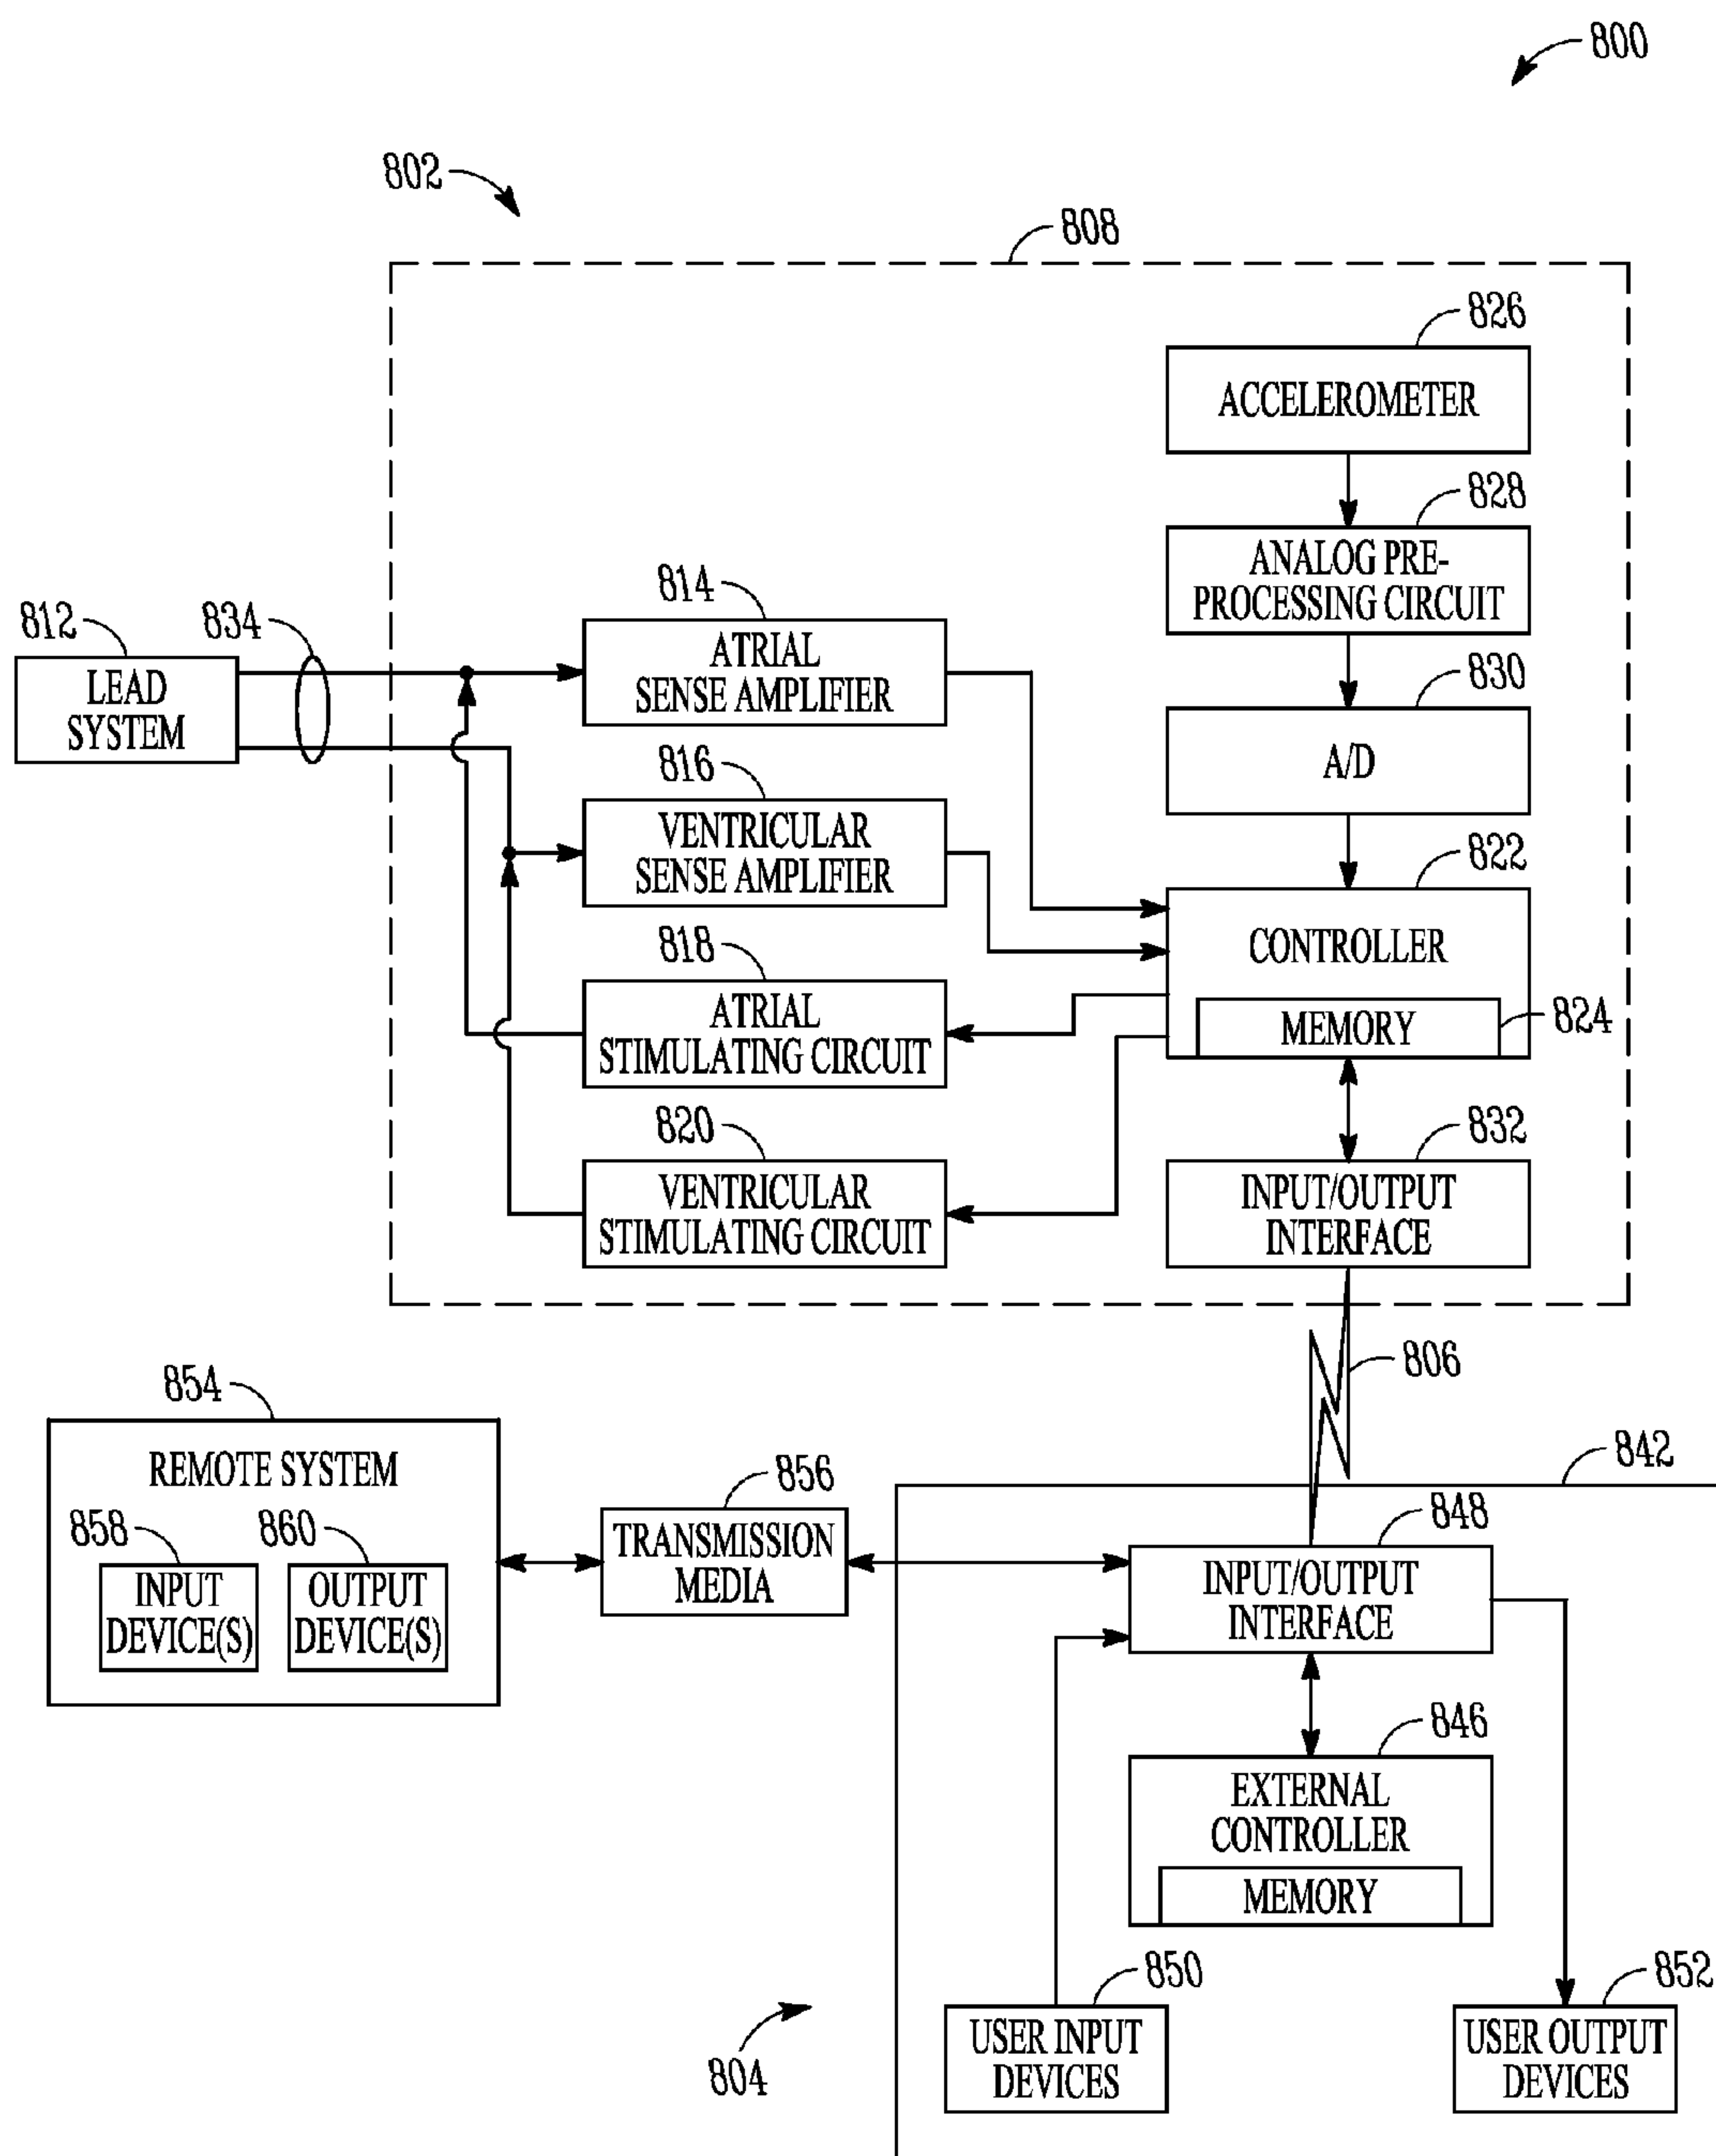 800
802
808
826
ACCELEROMETER
828
ANALOG PRE-
PROCESSING CIRCUIT
830
A/D
812
LEAD
SYSTEM
834
814
ATRIAL
SENSE AMPLIFIER
816
VENTRICULAR
SENSE AMPLIFIER
818
ATRIAL
STIMULATING CIRCUIT
820
VENTRICULAR
STIMULATING CIRCUIT
822
CONTROLLER
MEMORY
824
832
INPUT/OUTPUT
INTERFACE
806
854
REMOTE SYSTEM
858
INPUT
DEVICE(S)
860
OUTPUT
DEVICE(S)
856
TRANSMISSION
MEDIA
842
848
INPUT/OUTPUT
INTERFACE
846
EXTERNAL
CONTROLLER
MEMORY
804
850
USER INPUT
DEVICES
852
USER OUTPUT
DEVICES